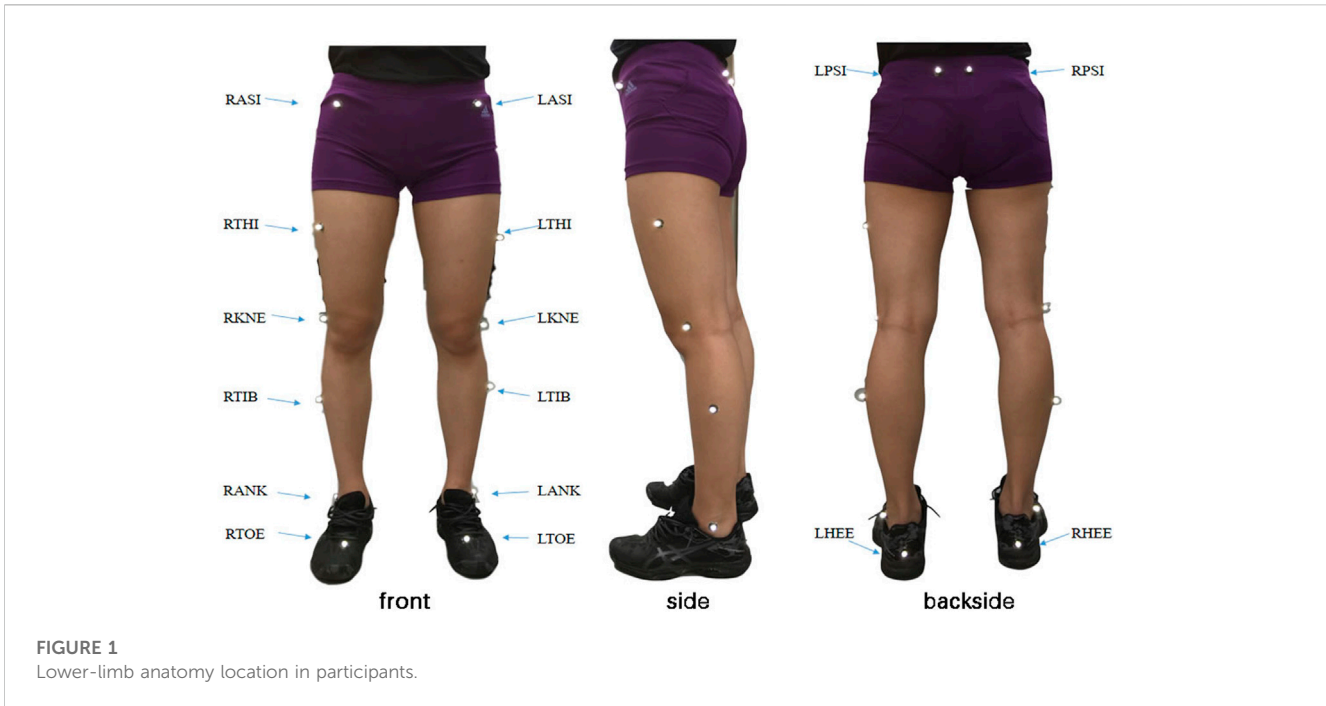 LPSI
RPSI
RASI
LASI
RTHI
LTHI
RKNE
LKNE
RTIB
LTIB
RANK
LANK
RTOE
LTOE
LHEE
RHEE
front
side
backside
FIGURE 1
Lower-limb anatomy location in participants.